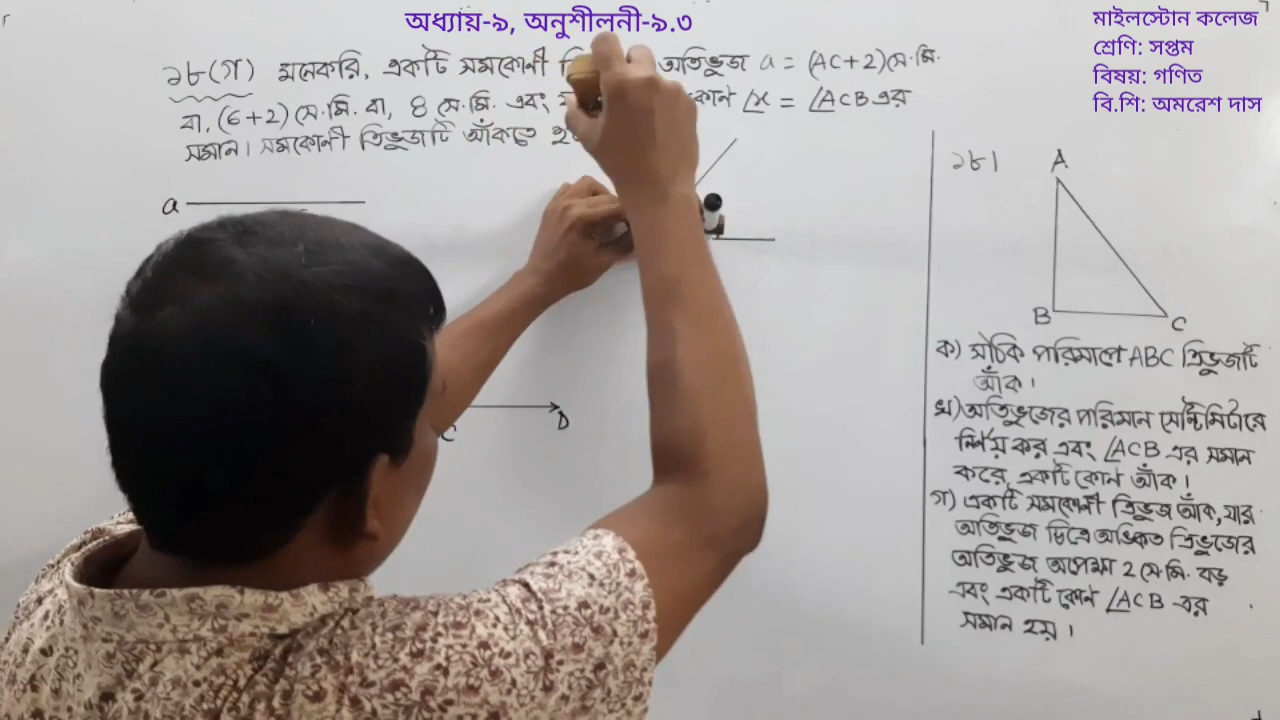 অধ্যায়-৯, অনুশীলনী-৯.৩
মাইলস্টোন কলেজ
শ্রেণি: সপ্তম
বিষয়: গণিত
বি.শি: অমরেশ দাস
১৮(গ) মনেকরি, একটি সমকোণী অতিভুজ a = (AC+2)সে.মি.
বা, (6+2) সে.মি. বা, 8 সে.মি. এবং কোণ ∠x = ∠ACB এর
সমান। সমকোণী ত্রিভুজটি আঁকতে
a
C D
১৮।
A
B C
ক) সঠিক পরিমাপে ABC ত্রিভুজটি
আঁক।
খ) অতিভুজের পরিমান সেন্টিমিটারে
নির্ণয় কর এবং ∠ACB এর সমান
করে, একটি কোণ আঁক।
গ) একটি সমকোণী ত্রিভুজ আঁক, যার
অতিভুজ চিত্রে অঙ্কিত ত্রিভুজের
অতিভুজ অপেক্ষা 2 সে.মি. বড়
এবং একটি কোণ ∠ACB এর
সমান হয়।